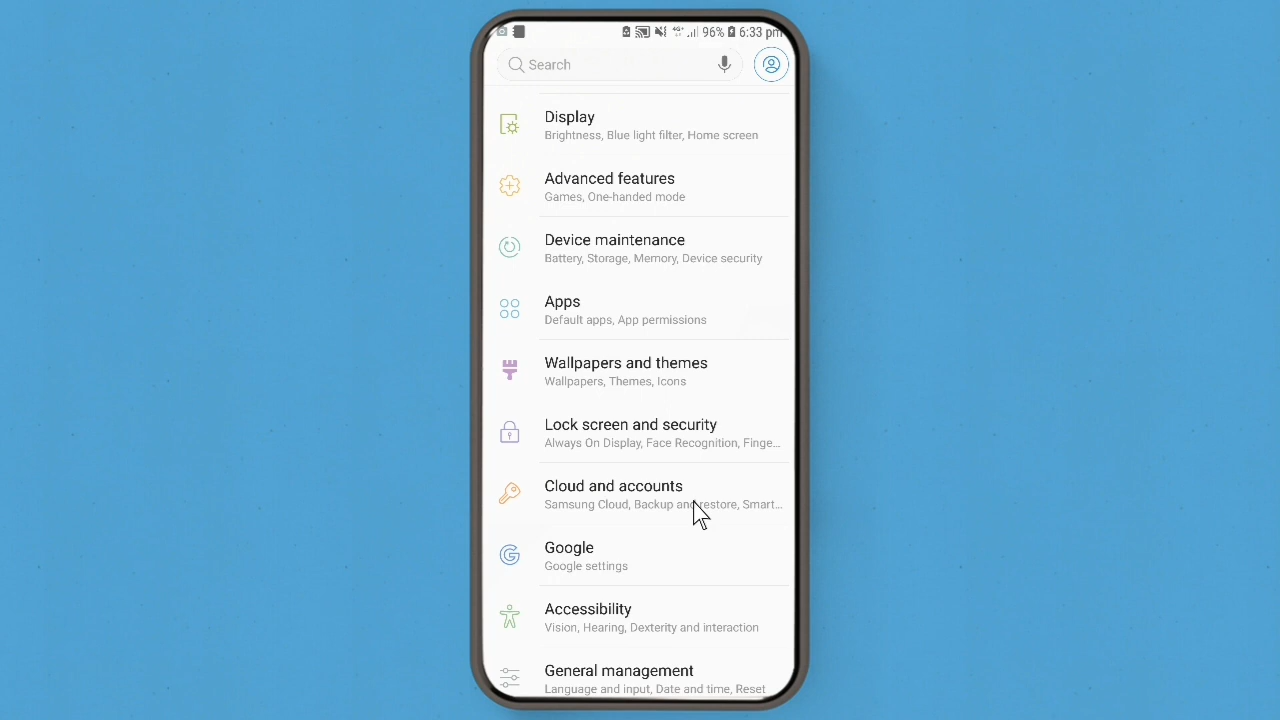 96% 6:33 pm
Search
Display
Brightness, Blue light filter, Home screen
Advanced features
Games, One-handed mode
Device maintenance
Battery, Storage, Memory, Device security
Apps
Default apps, App permissions
Wallpapers and themes
Wallpapers, Themes, Icons
Lock screen and security
Always On Display, Face Recognition, Finge...
Cloud and accounts
Samsung Cloud, Backup and restore, Smart...
Google
Google settings
Accessibility
Vision, Hearing, Dexterity and interaction
General management
Language and input, Date and time, Reset